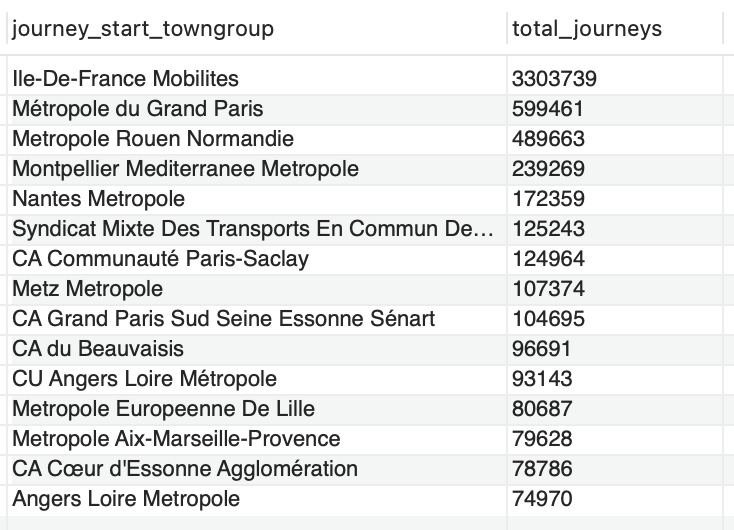 journey_start_towngroup total_journeys
Ile-De-France Mobilites 3303739
Métropole du Grand Paris 599461
Metropole Rouen Normandie 489663
Montpellier Mediterranee Metropole 239269
Nantes Metropole 172359
Syndicat Mixte Des Transports En Commun De… 125243
CA Communauté Paris-Saclay 124964
Metz Metropole 107374
CA Grand Paris Sud Seine Essonne Sénart 104695
CA du Beauvaisis 96691
CU Angers Loire Métropole 93143
Metropole Europeenne De Lille 80687
Metropole Aix-Marseille-Provence 79628
CA Cœur d'Essonne Agglomération 78786
Angers Loire Metropole 74970